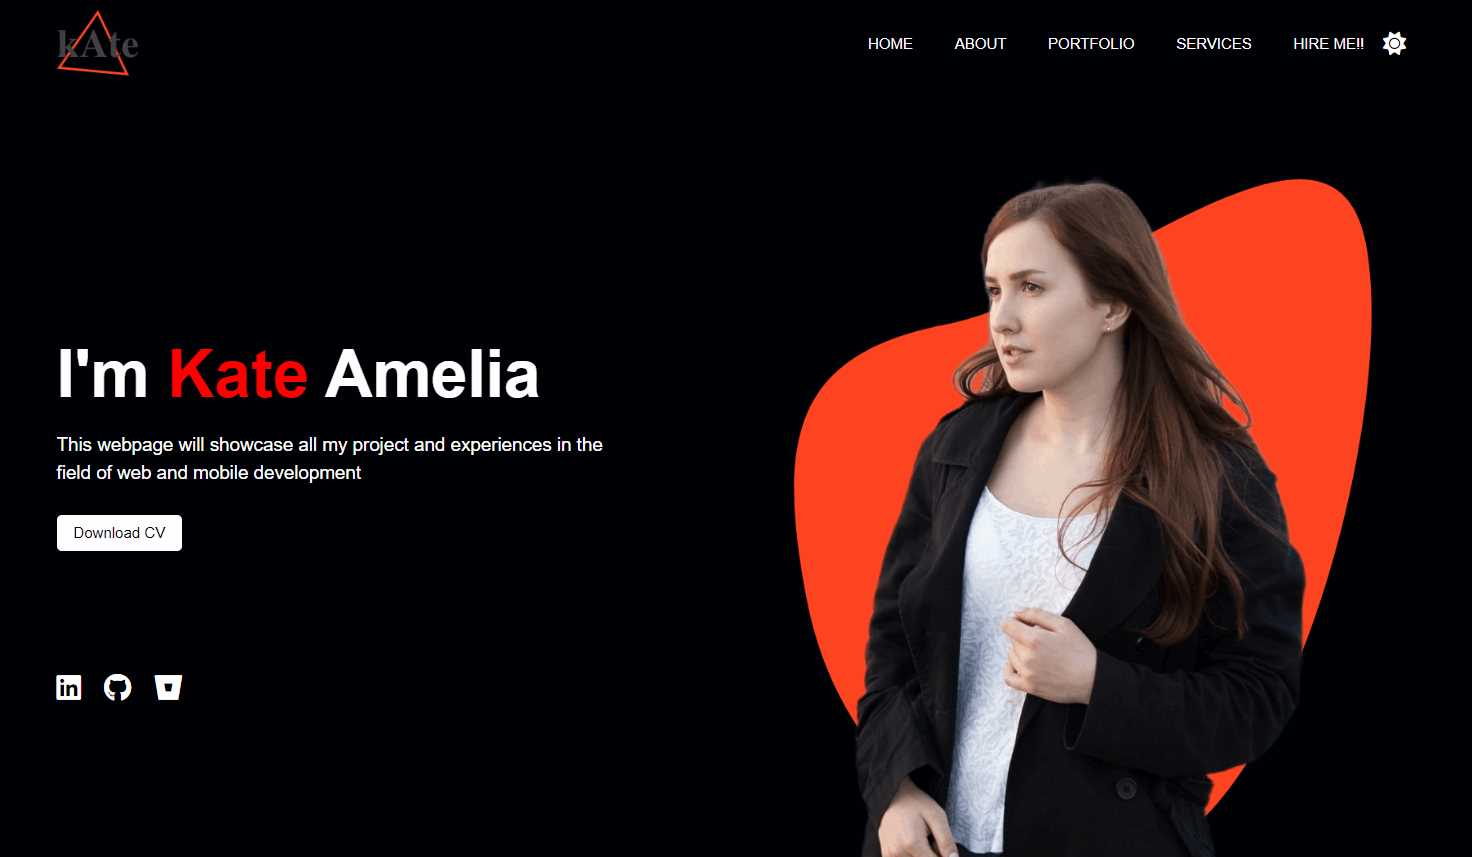 kAte
HOME ABOUT PORTFOLIO SERVICES HIRE ME!!
I'm Kate Amelia
This webpage will showcase all my project and experiences in the
field of web and mobile development
Download CV
in